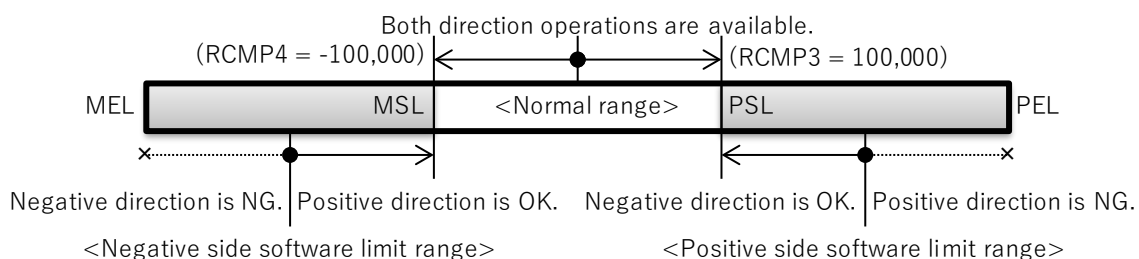 Both direction operations are available.
(RCMP4 = -100,000) (RCMP3 = 100,000)
MEL MSL <Normal range> PSL PEL
Negative direction is NG. Positive direction is OK. Negative direction is OK. Positive direction is NG.
<Negative side software limit range> <Positive side software limit range>